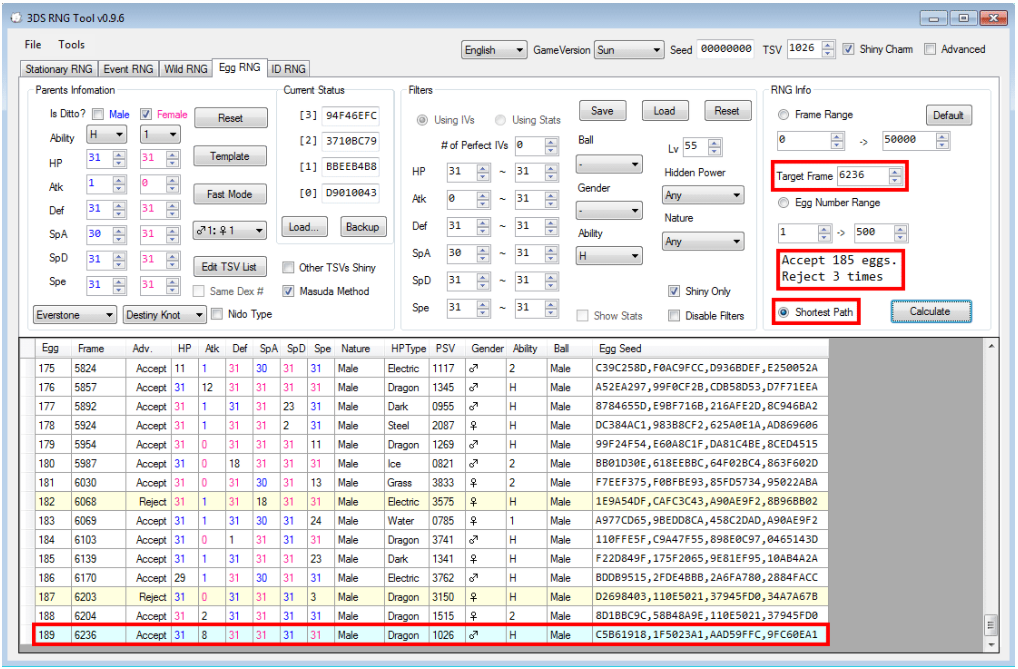 3DS RNG Tool v0.9.6
File Tools
English GameVersion Sun Seed 00000000 TSV 1026 Shiny Charm Advanced
Stationary RNG Event RNG Wild RNG Egg RNG ID RNG
Parents Infomation
Is Ditto? Male Female Reset
Ability H 1
HP 31 31 Template
Atk 1 0
Def 31 31 Fast Mode
SpA 30 31 ♂1: ♀1
SpD 31 31 Edit TSV List
Spe 31 31 Same Dex #
Everstone Destiny Knot Nido Type
Current Status
[3] 94F46EFC
[2] 3710BC79
[1] BBEEB4B8
[0] D9010043
Load... Backup
Other TSVs Shiny
Masuda Method
Filters
Using IVs Using Stats Save Load Reset
# of Perfect IVs 0 Ball Lv 55
HP 31 ~ 31 - Hidden Power
Atk 0 ~ 31 Gender Any
Def 31 ~ 31 - Nature
SpA 30 ~ 31 Ability Any
SpD 31 ~ 31 H
Spe 31 ~ 31 Shiny Only
Show Stats Disable Filters
RNG Info
Frame Range Default
0 -> 50000
Target Frame 6236
Egg Number Range
1 -> 500
Accept 185 eggs.
Reject 3 times
Shortest Path Calculate
Egg Frame Adv. HP Atk Def SpA SpD Spe Nature HPType PSV Gender Ability Ball Egg Seed
175 5824 Accept 11 1 31 30 31 31 Male Electric 1117 ♂ 2 Male C39C258D,F0AC9FCC,D936BDEF,E250052A
176 5857 Accept 31 12 31 31 31 31 Male Dragon 1345 ♂ H Male A52EA297,99F0CF2B,CDB58D53,D7F71EEA
177 5892 Accept 31 1 31 31 23 31 Male Dark 0955 ♂ H Male 8784655D,E9BF716B,216AFE2D,8C946BA2
178 5924 Accept 31 1 31 31 2 31 Male Steel 2087 ♀ H Male DC384AC1,983B8CF2,625A0E1A,AD869606
179 5954 Accept 31 0 31 31 31 11 Male Dragon 1269 ♂ H Male 99F24F54,E60A8C1F,DA81C4BE,8CED4515
180 5987 Accept 31 0 18 31 31 31 Male Ice 0821 ♂ 2 Male BB01D30E,618EEBBC,64F02BC4,863F602D
181 6030 Accept 31 0 31 30 31 13 Male Grass 3833 ♀ 2 Male F7EEF375,F0BFBE93,85FD5734,95022ABA
182 6068 Reject 31 1 31 18 31 31 Male Electric 3575 ♀ H Male 1E9A54DF,CAFC3C43,A90AE9F2,8B96BB02
183 6069 Accept 31 1 31 30 31 24 Male Water 0785 ♀ 1 Male A977CD65,9BEDD8CA,458C2DAD,A90AE9F2
184 6103 Accept 31 0 1 31 31 31 Male Dragon 3741 ♂ H Male 110FFE5F,C9A47F55,898E0C97,0465143D
185 6139 Accept 31 1 31 31 31 23 Male Dark 1341 ♀ H Male F22D849F,175F2065,9E81EF95,10AB4A2A
186 6170 Accept 29 1 31 30 31 31 Male Electric 3762 ♂ H Male BDDB9515,2FDE4BBB,2A6FA780,2884FACC
187 6203 Reject 31 0 31 31 31 3 Male Dragon 3150 ♀ H Male D2698403,110E5021,37945FD0,34A7A67B
188 6204 Accept 31 2 31 31 31 31 Male Dragon 1515 ♀ 2 Male 8D1BBC9C,58B48A9E,110E5021,37945FD0
189 6236 Accept 31 8 31 31 31 31 Male Dragon 1026 ♂ H Male C5B61918,1F5023A1,AAD59FFC,9FC60EA1